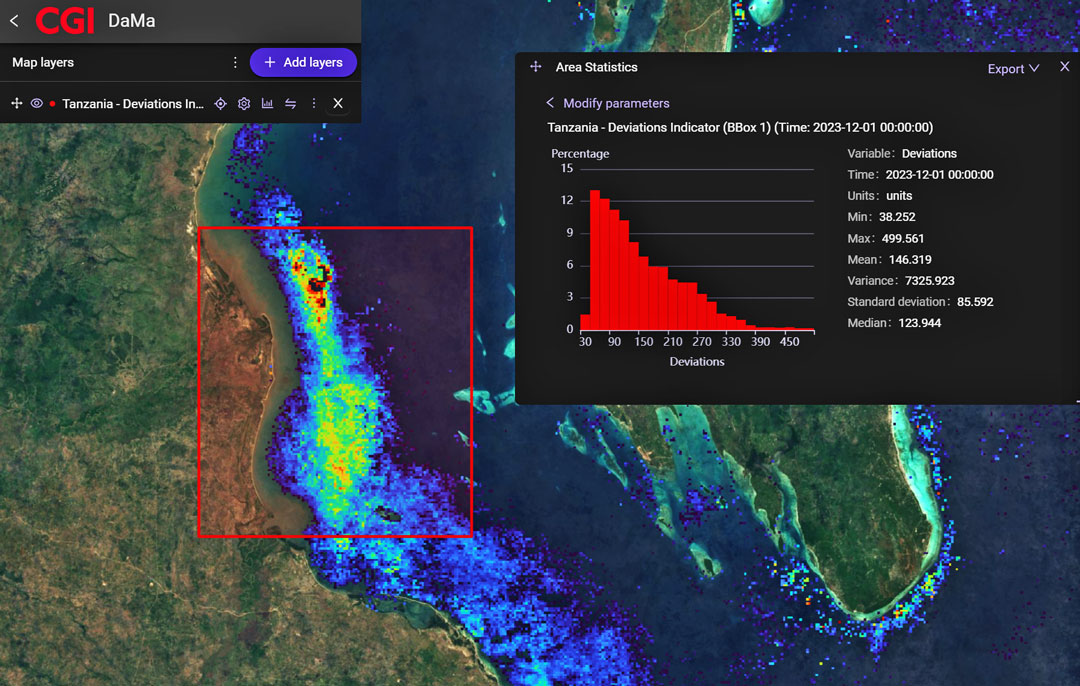 CGI DaMa
Map layers
+ Add layers
Tanzania - Deviations In...
Area Statistics
Export
Modify parameters
Tanzania - Deviations Indicator (BBox 1) (Time: 2023-12-01 00:00:00)
Percentage
15
12
9
6
3
0
30 90 150 210 270 330 390 450
Deviations
Variable: Deviations
Time: 2023-12-01 00:00:00
Units: units
Min: 38.252
Max: 499.561
Mean: 146.319
Variance: 7325.923
Standard deviation: 85.592
Median: 123.944